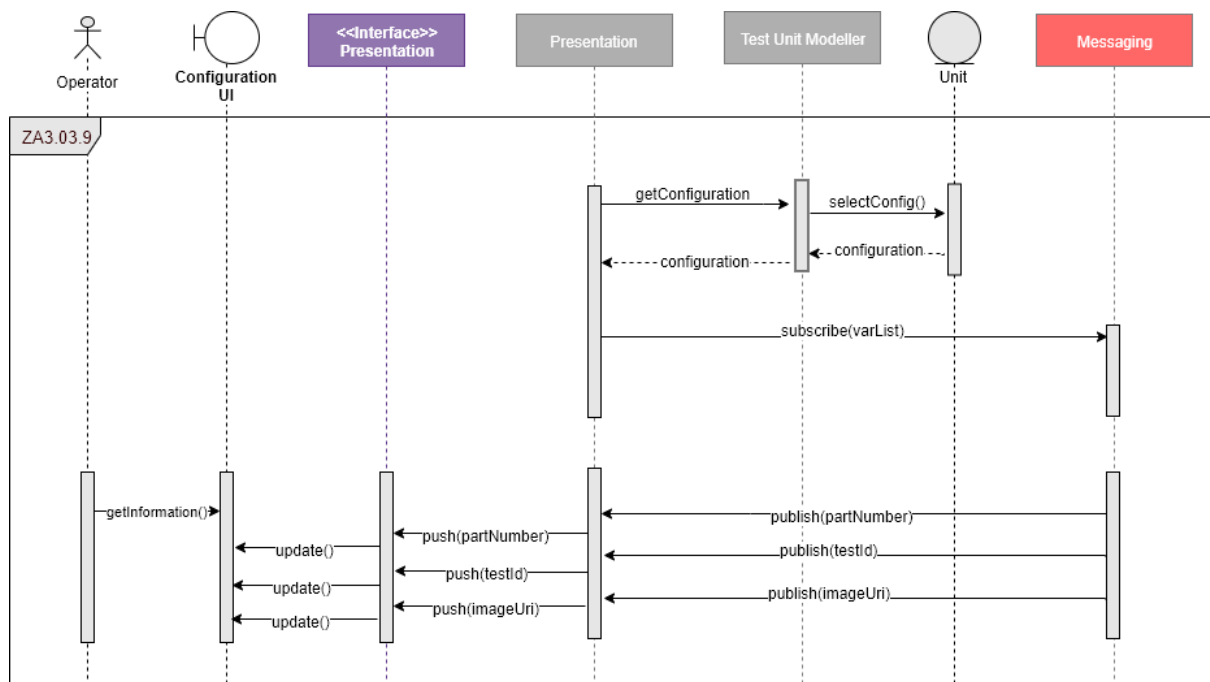 Operator
Configuration
UI
<<Interface>>
Presentation
Presentation
Test Unit Modeller
Unit
Messaging
ZA3.03.9
getConfiguration
selectConfig()
configuration
configuration
subscribe(varList)
getInformation()
publish(partNumber)
push(partNumber)
update()
publish(testId)
push(testId)
update()
publish(imageUri)
push(imageUri)
update()